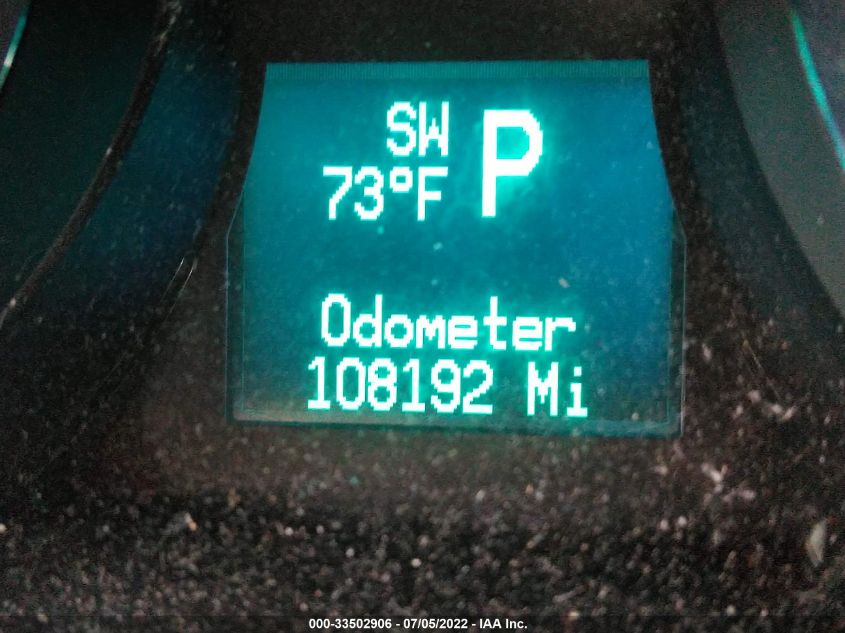 SW P
73°F
Odometer
108192 Mi
000-33502906 - 07/05/2022 - IAA Inc.